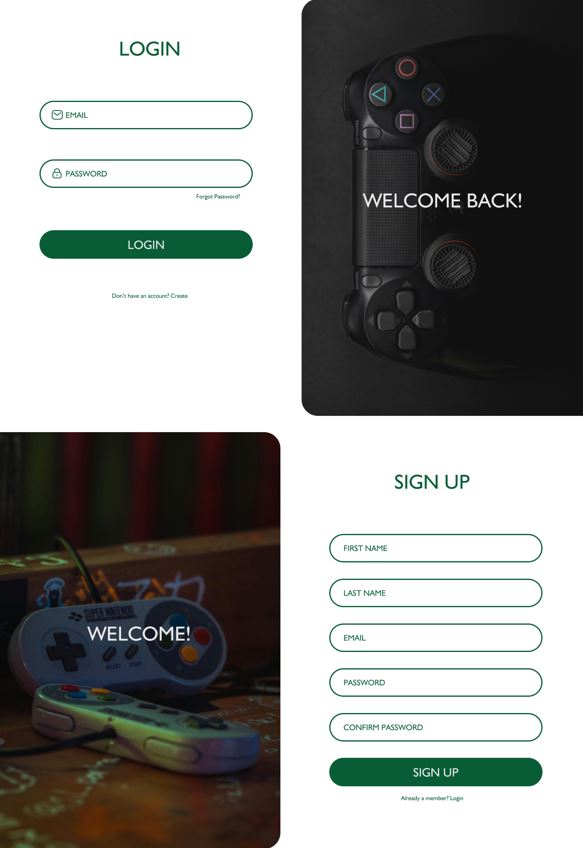 LOGIN
EMAIL
PASSWORD
Forgot Password?
LOGIN
Don't have an account? Create
WELCOME BACK!
SUPER NINTENDO
WELCOME!
SELECT START
SIGN UP
FIRST NAME
LAST NAME
EMAIL
PASSWORD
CONFIRM PASSWORD
SIGN UP
Already a member? Login